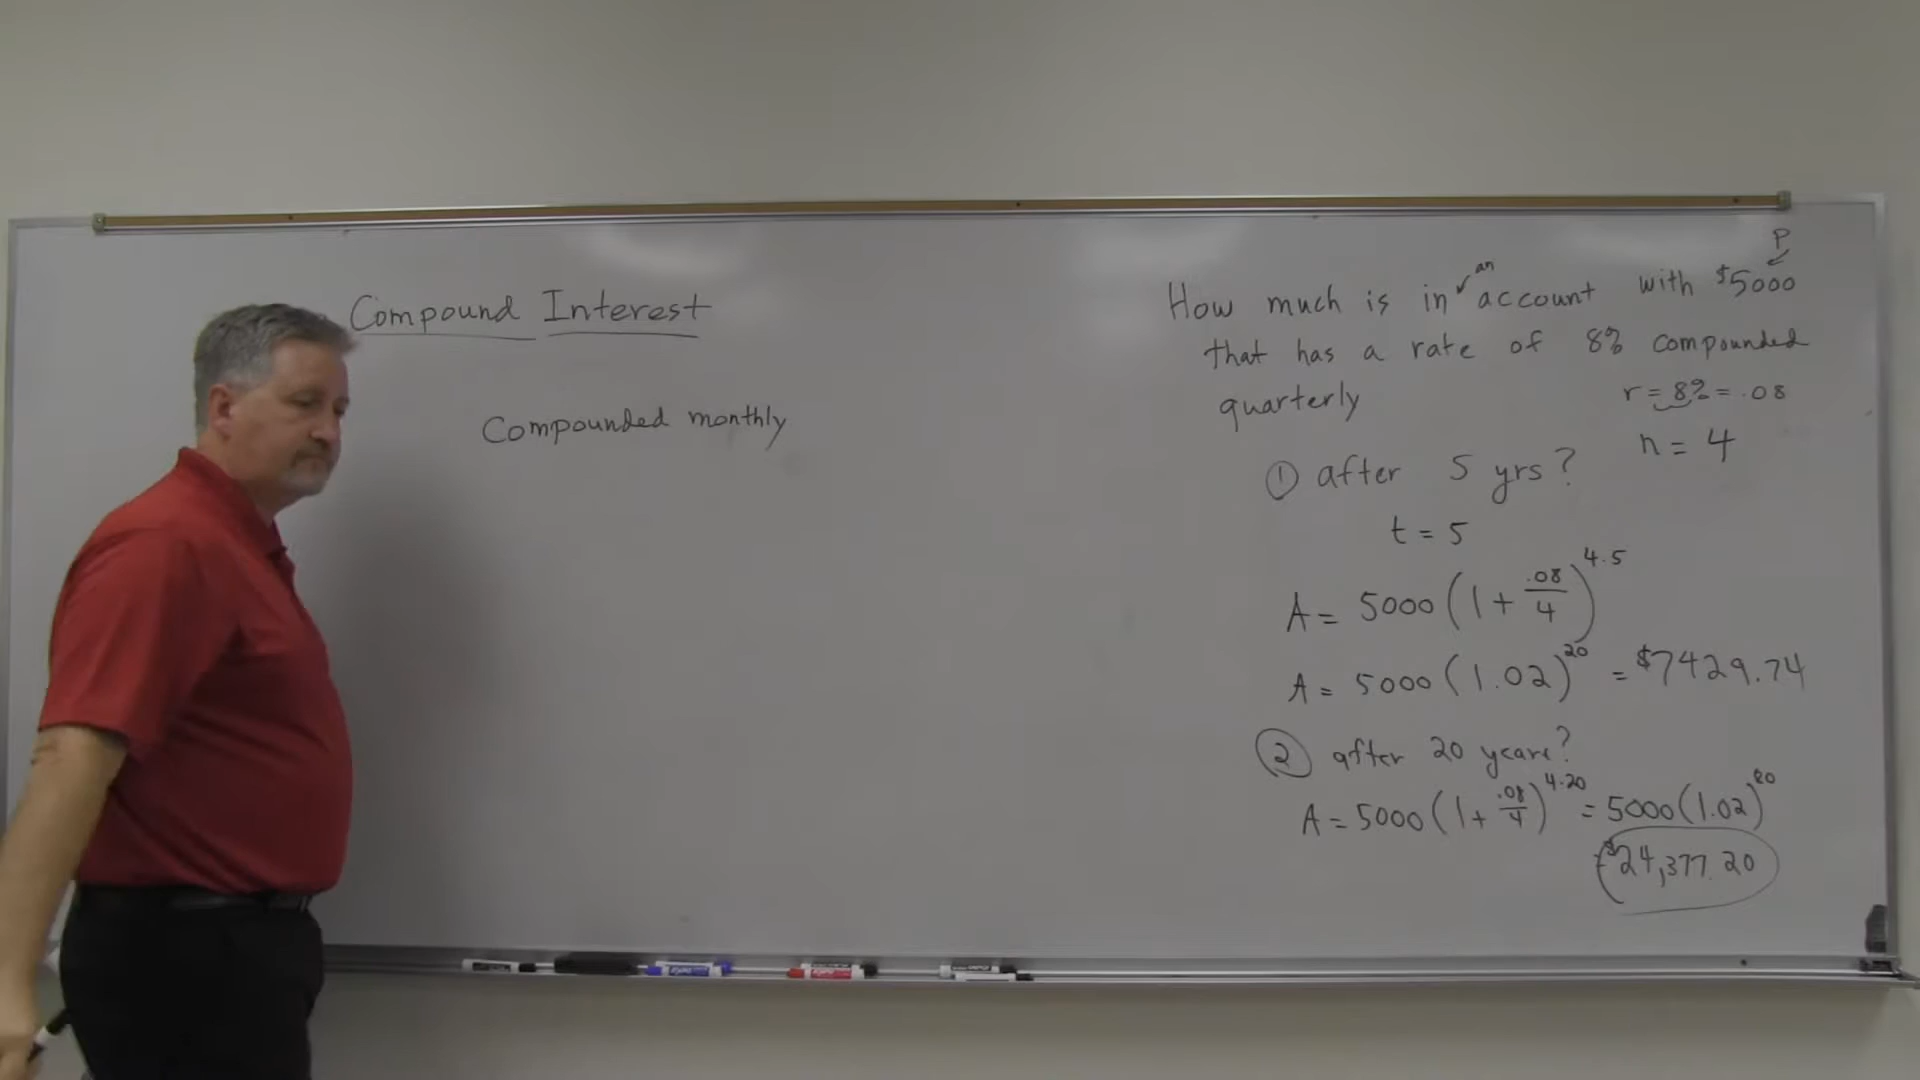 Compound Interest
Compounded monthly
P
How much is in an account with $5000
that has a rate of 8% compounded
quarterly
r = 8% = .08
n = 4
① after 5 yrs?
t = 5
A = 5000 (1 + .08/4)^4·5
A = 5000 (1.02)^20 = $7429.74
② after 20 years?
A = 5000 (1 + .08/4)^4·20 = 5000 (1.02)^80
= $24,377.20